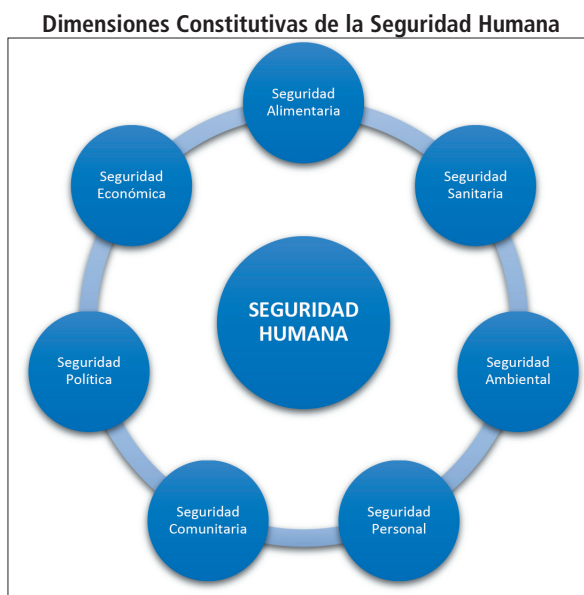 Dimensiones Constitutivas de la Seguridad Humana
Seguridad
Alimentaria
Seguridad
Económica
Seguridad
Sanitaria
SEGURIDAD
HUMANA
Seguridad
Política
Seguridad
Ambiental
Seguridad
Comunitaria
Seguridad
Personal